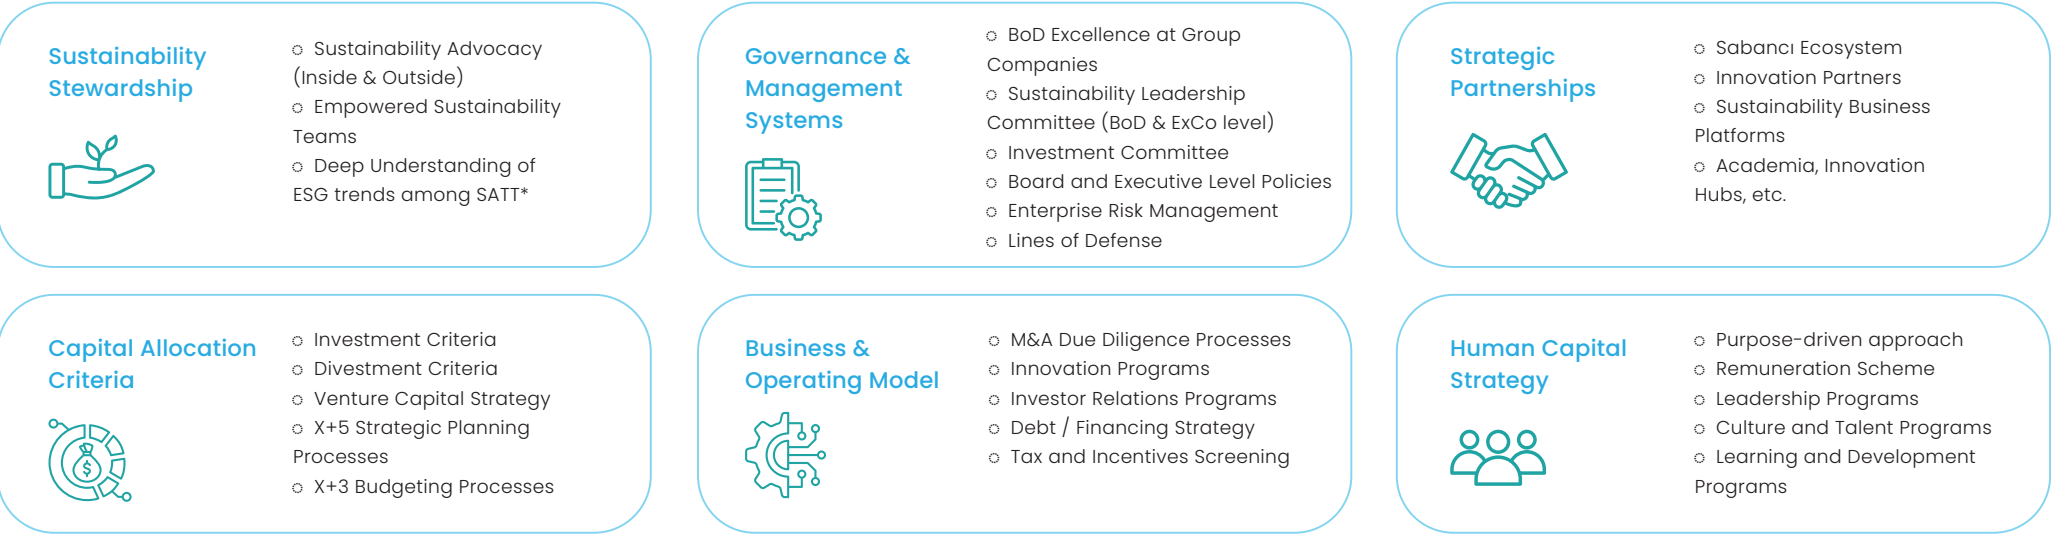 Sustainability
Stewardship
◌ Sustainability Advocacy
(Inside & Outside)
◌ Empowered Sustainability
Teams
◌ Deep Understanding of
ESG trends among SATT*
Governance &
Management
Systems
◌ BoD Excellence at Group
Companies
◌ Sustainability Leadership
Committee (BoD & ExCo level)
◌ Investment Committee
◌ Board and Executive Level Policies
◌ Enterprise Risk Management
◌ Lines of Defense
Strategic
Partnerships
◌ Sabancı Ecosystem
◌ Innovation Partners
◌ Sustainability Business
Platforms
◌ Academia, Innovation
Hubs, etc.
Capital Allocation
Criteria
$
◌ Investment Criteria
◌ Divestment Criteria
◌ Venture Capital Strategy
◌ X+5 Strategic Planning
Processes
◌ X+3 Budgeting Processes
Business &
Operating Model
◌ M&A Due Diligence Processes
◌ Innovation Programs
◌ Investor Relations Programs
◌ Debt / Financing Strategy
◌ Tax and Incentives Screening
Human Capital
Strategy
◌ Purpose-driven approach
◌ Remuneration Scheme
◌ Leadership Programs
◌ Culture and Talent Programs
◌ Learning and Development
Programs